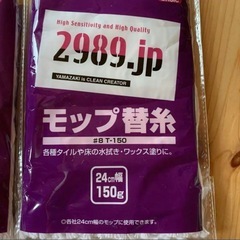 High Sensitivity and High Quality
2989.jp
YAMAZAKI is CLEAN CREATOR
モップ替糸
#8 T-150
各種タイルや床の水拭き・ワックス塗りに。
24cm幅
150g
◎各社24cm幅のモップに使用できます。